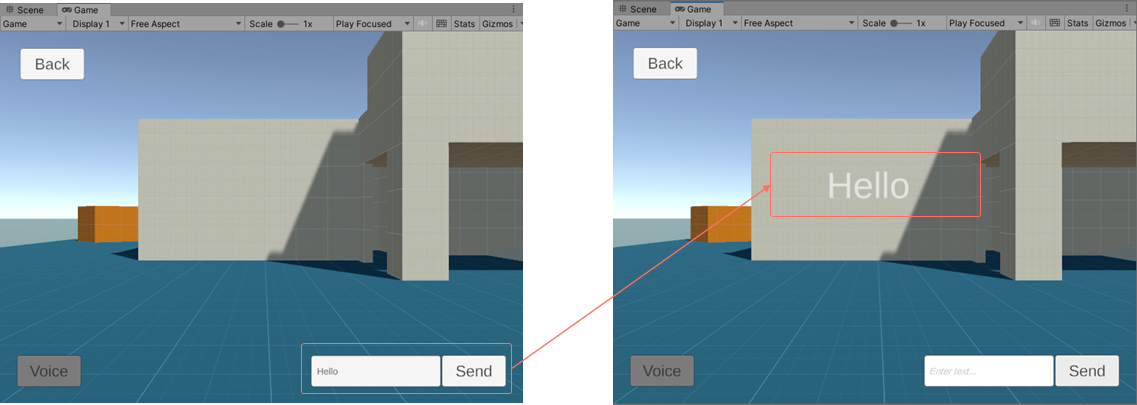 Scene Game
Game Display 1 Free Aspect Scale 1x Play Focused Stats Gizmos
Back
Voice
Hello
Send
Scene Game
Game Display 1 Free Aspect Scale 1x Play Focused Stats Gizmos
Back
Hello
Voice
Enter text...
Send